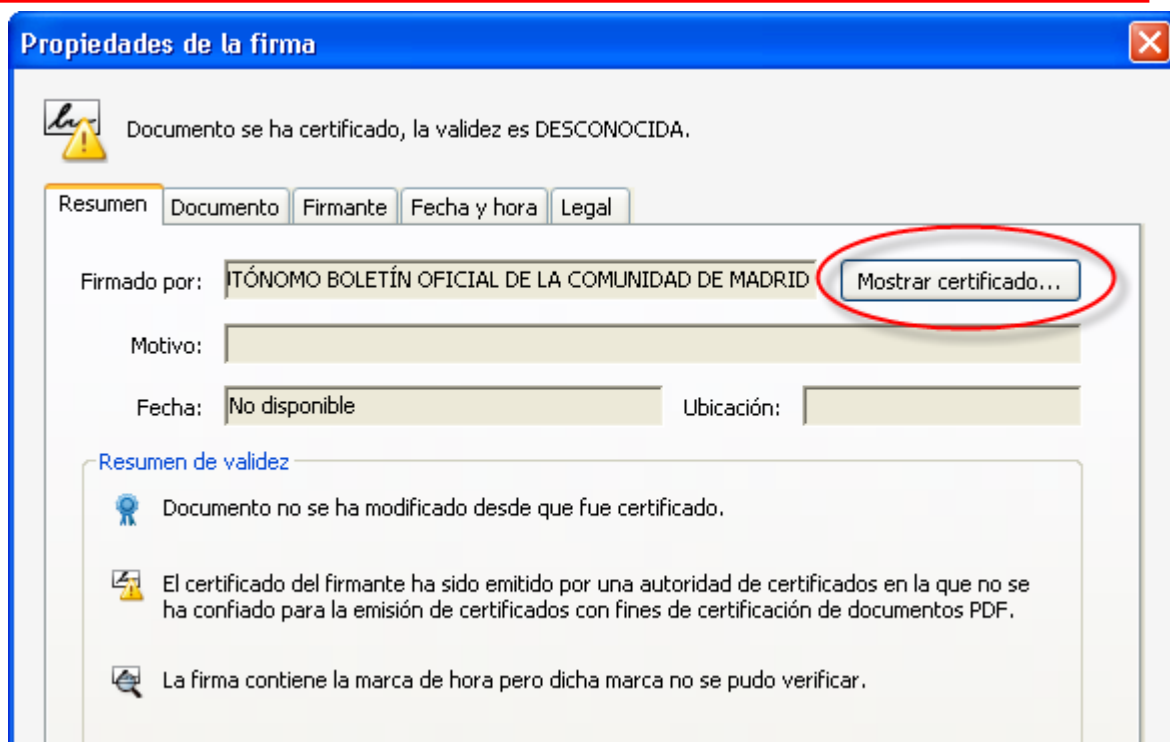 Propiedades de la firma
Documento se ha certificado, la validez es DESCONOCIDA.
Resumen Documento Firmante Fecha y hora Legal
Firmado por: ITÓNOMO BOLETÍN OFICIAL DE LA COMUNIDAD DE MADRID Mostrar certificado...
Motivo:
Fecha: No disponible Ubicación:
Resumen de validez
Documento no se ha modificado desde que fue certificado.
El certificado del firmante ha sido emitido por una autoridad de certificados en la que no se
ha confiado para la emisión de certificados con fines de certificación de documentos PDF.
La firma contiene la marca de hora pero dicha marca no se pudo verificar.